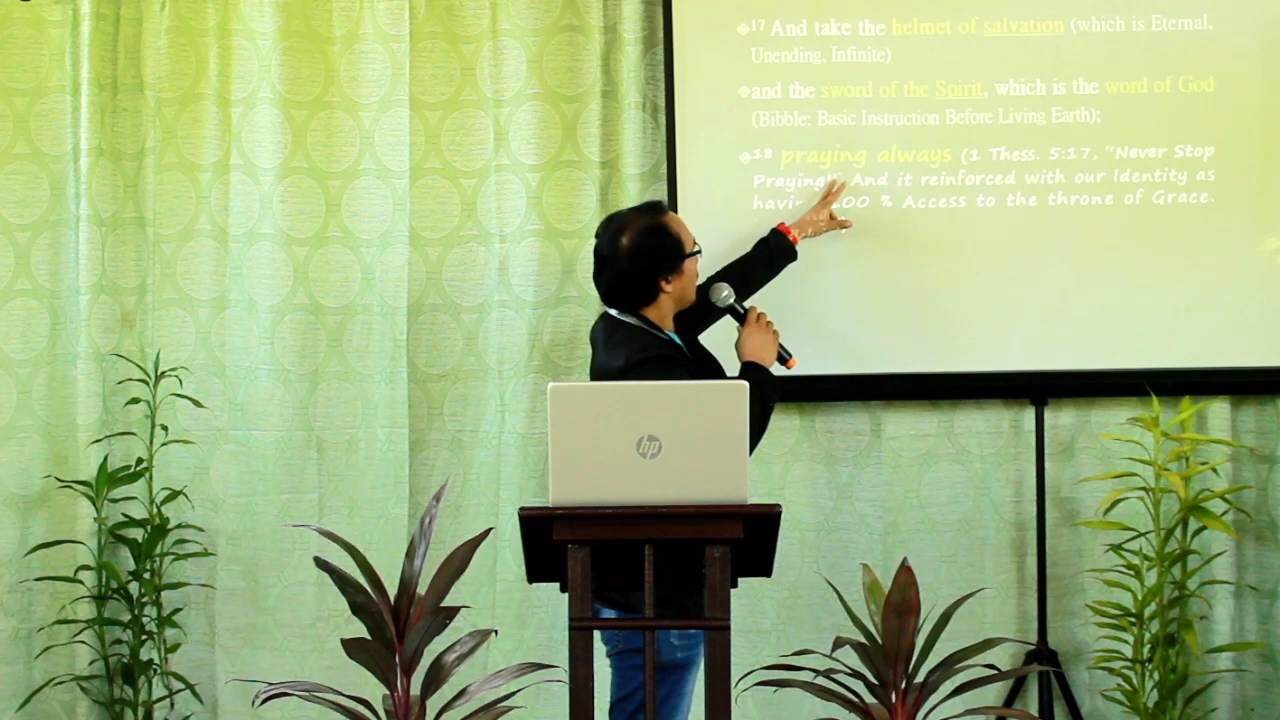 17 And take the helmet of salvation (which is Eternal,
Unending, Infinite)
and the sword of the Spirit, which is the word of God
(Bibble: Basic Instruction Before Living Earth);
18 praying always (1 Thess. 5:17, "Never Stop
Praying!" And it reinforced with our Identity as
100 % Access to the throne of Grace.
hp